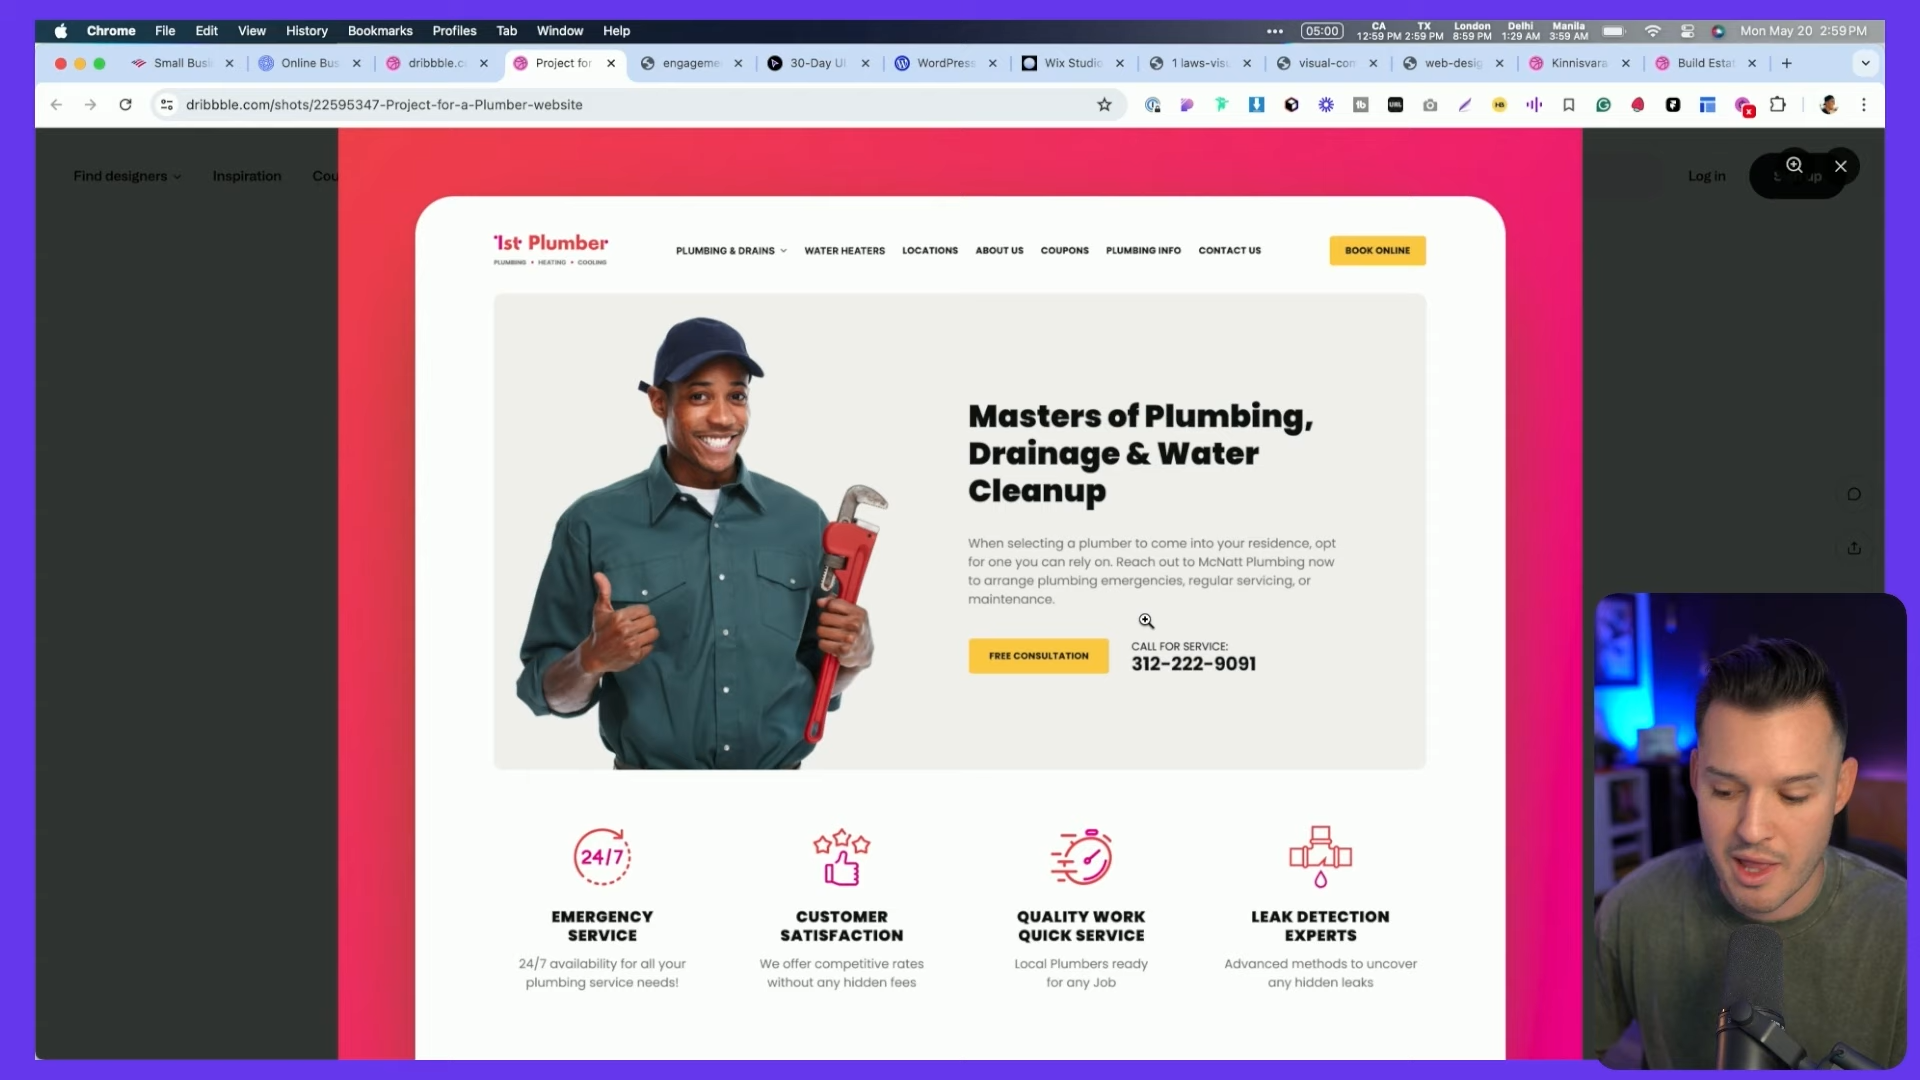 Chrome File Edit View History Bookmarks Profiles Tab Window Help
05:00
CA TX London Delhi Manila
12:59 PM 2:59 PM 8:59 PM 1:29 AM 3:59 AM
Mon May 20 2:59 PM
Small Busi Online Bus dribbble.c Project for engageme 30-Day UI WordPress Wix Studio 1 laws-visu visual-con web-desig Kinnisvara Build Estat
dribbble.com/shots/22595347-Project-for-a-Plumber-website
Find designers Inspiration Cou Log in
1st Plumber
PLUMBING • HEATING • COOLING
PLUMBING & DRAINS WATER HEATERS LOCATIONS ABOUT US COUPONS PLUMBING INFO CONTACT US
BOOK ONLINE
Masters of Plumbing,
Drainage & Water
Cleanup
When selecting a plumber to come into your residence, opt
for one you can rely on. Reach out to McNatt Plumbing now
to arrange plumbing emergencies, regular servicing, or
maintenance.
FREE CONSULTATION
CALL FOR SERVICE:
312-222-9091
24/7
EMERGENCY
SERVICE
24/7 availability for all your
plumbing service needs!
CUSTOMER
SATISFACTION
We offer competitive rates
without any hidden fees
QUALITY WORK
QUICK SERVICE
Local Plumbers ready
for any Job
LEAK DETECTION
EXPERTS
Advanced methods to uncover
any hidden leaks